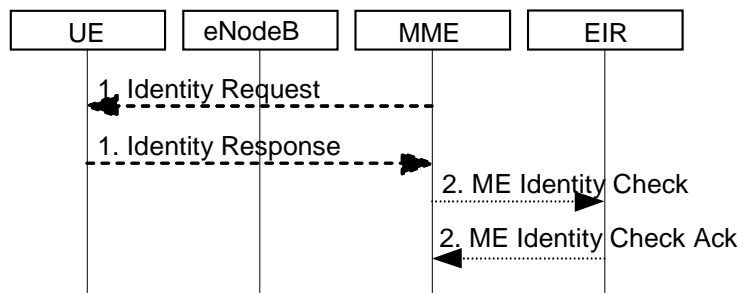 UE
eNodeB
MME
EIR
1. Identity Request
1. Identity Response
2. ME Identity Check
2. ME Identity Check Ack